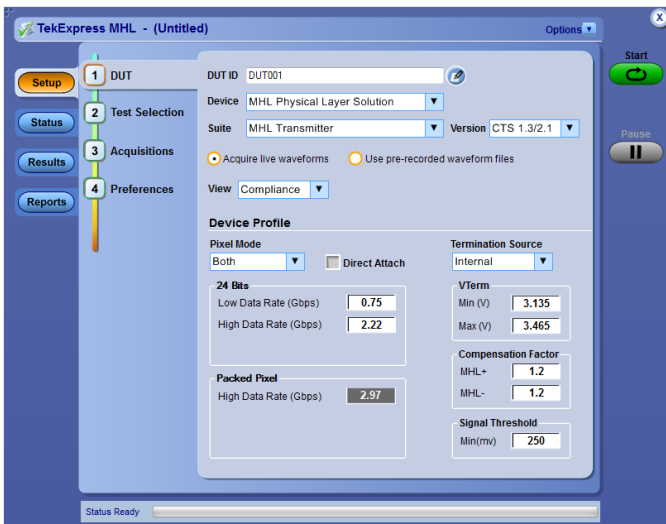 TekExpress MHL - (Untitled)
Options
x
Start
Pause
Setup
Status
Results
Reports
1 DUT
2 Test Selection
3 Acquisitions
4 Preferences
DUT ID DUT001
Device MHL Physical Layer Solution
Suite MHL Transmitter Version CTS 1.3/2.1
Acquire live waveforms Use pre-recorded waveform files
View Compliance
Device Profile
Pixel Mode
Both Direct Attach
24 Bits
Low Data Rate (Gbps) 0.75
High Data Rate (Gbps) 2.22
Packed Pixel
High Data Rate (Gbps) 2.97
Termination Source
Internal
VTerm
Min (V) 3.135
Max (V) 3.465
Compensation Factor
MHL+ 1.2
MHL- 1.2
Signal Threshold
Min(mv) 250
Status Ready